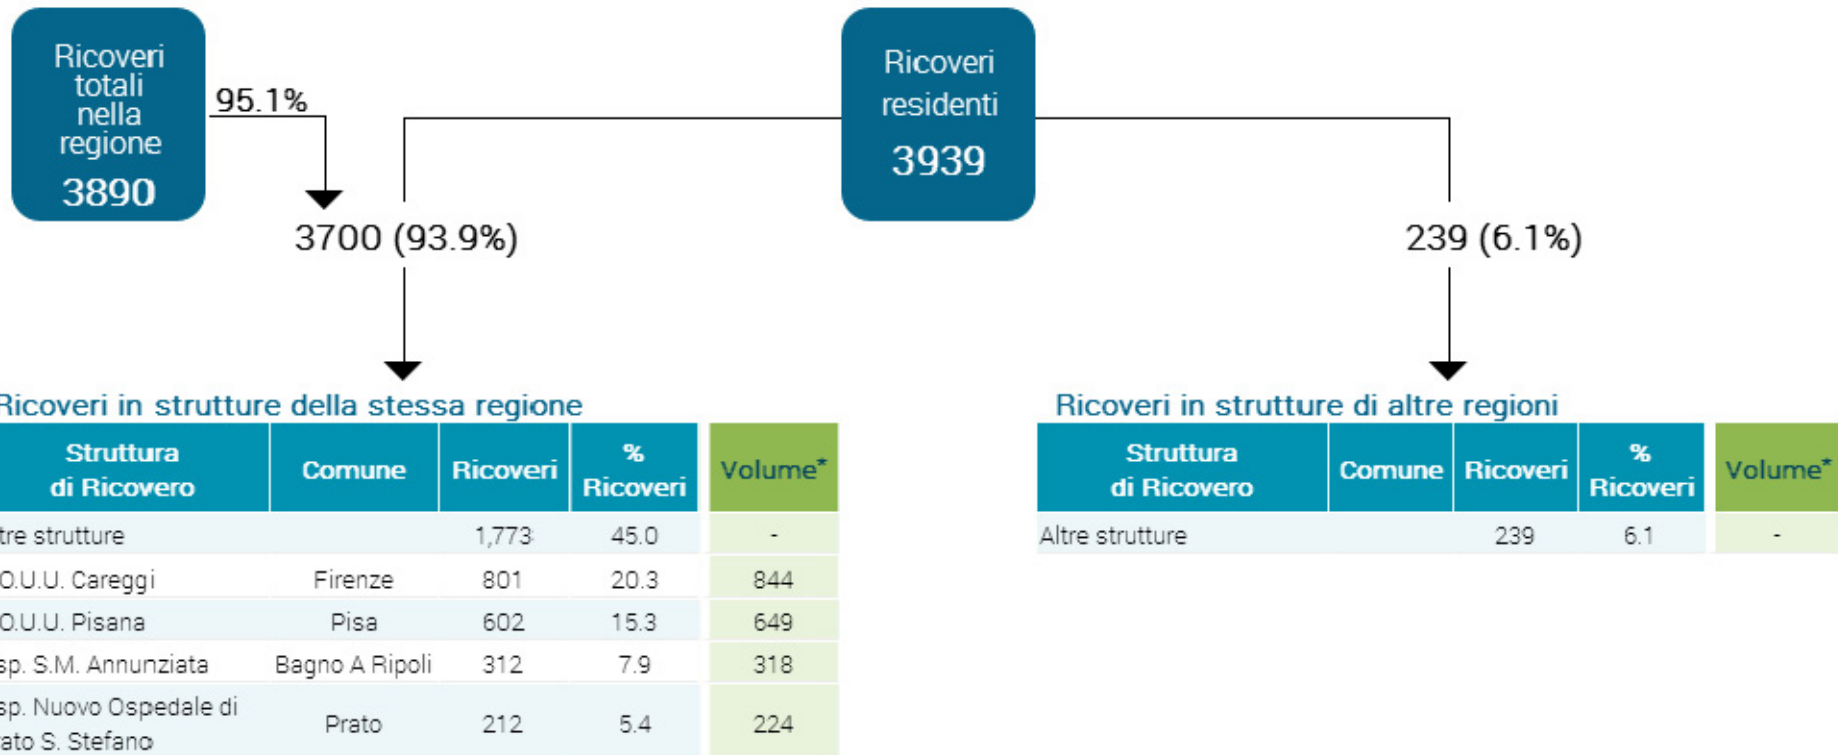 Ricoveri
totali
nella
regione
3890
95.1%
Ricoveri
residenti
3939
3700 (93.9%)
239 (6.1%)
Ricoveri in strutture della stessa regione
Struttura
di Ricovero
Comune
Ricoveri
%
Ricoveri
Volume*
tre strutture 1,773 45.0 -
O.U.U. Careggi Firenze 801 20.3 844
O.U.U. Pisana Pisa 602 15.3 649
sp. S.M. Annunziata Bagno A Ripoli 312 7.9 318
sp. Nuovo Ospedale di
rato S. Stefano
Prato 212 5.4 224
Ricoveri in strutture di altre regioni
Struttura
di Ricovero
Comune
Ricoveri
%
Ricoveri
Volume*
Altre strutture 239 6.1 -